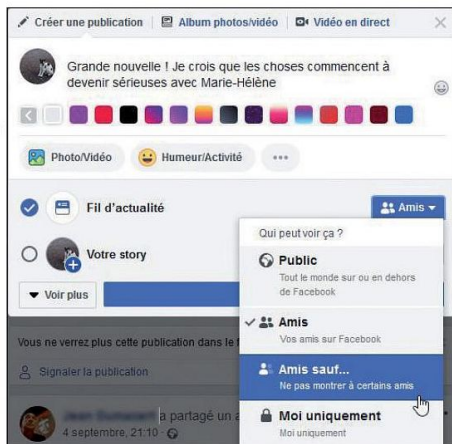 Créer une publication
Album photos/vidéo
Vidéo en direct
Grande nouvelle ! Je crois que les choses commencent à
devenir sérieuses avec Marie-Hélène
Photo/Vidéo
Humeur/Activité
Fil d'actualité
Amis
Votre story
Voir plus
Qui peut voir ça ?
Public
Tout le monde sur ou en dehors
de Facebook
Amis
Vos amis sur Facebook
Amis sauf...
Ne pas montrer à certains amis
Moi uniquement
Moi uniquement
Vous ne verrez plus cette publication dans le
Signaler la publication
a partagé un
4 septembre, 21:10